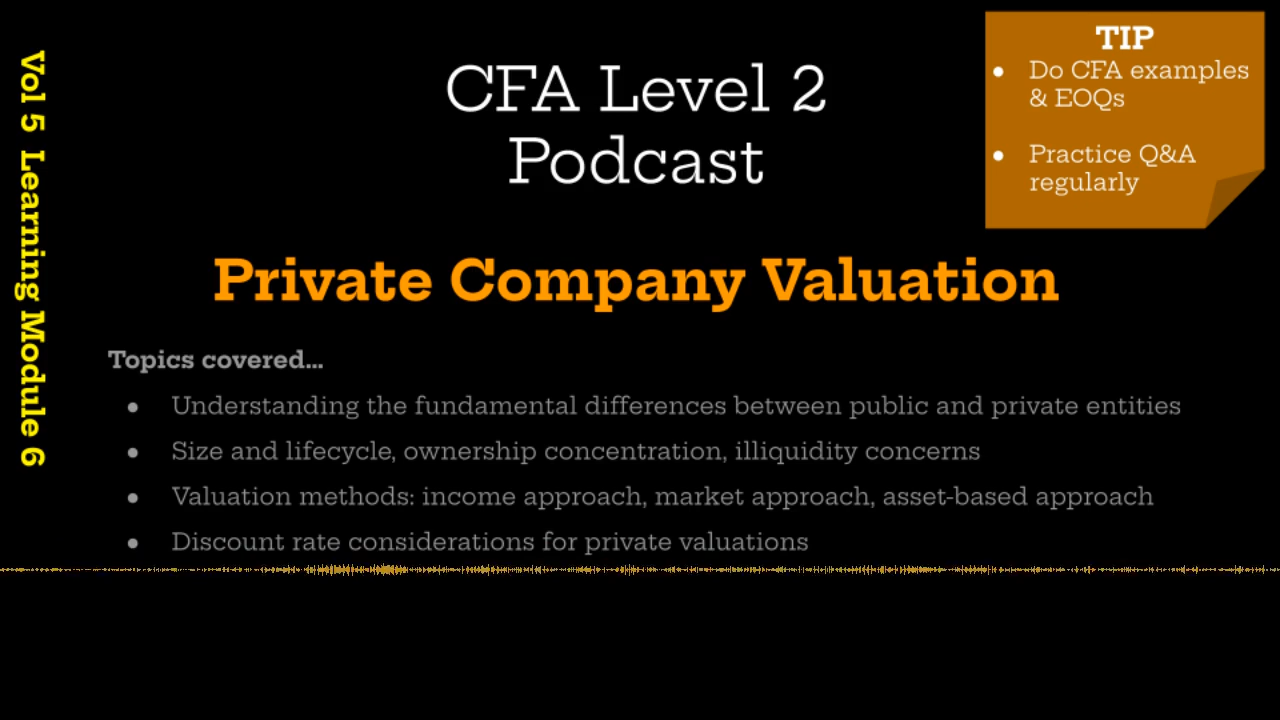 Vol 5 Learning Module 6
CFA Level 2
Podcast
TIP
● Do CFA examples
& EOQs
● Practice Q&A
regularly
Private Company Valuation
Topics covered...
● Understanding the fundamental differences between public and private entities
● Size and lifecycle, ownership concentration, illiquidity concerns
● Valuation methods: income approach, market approach, asset-based approach
● Discount rate considerations for private valuations